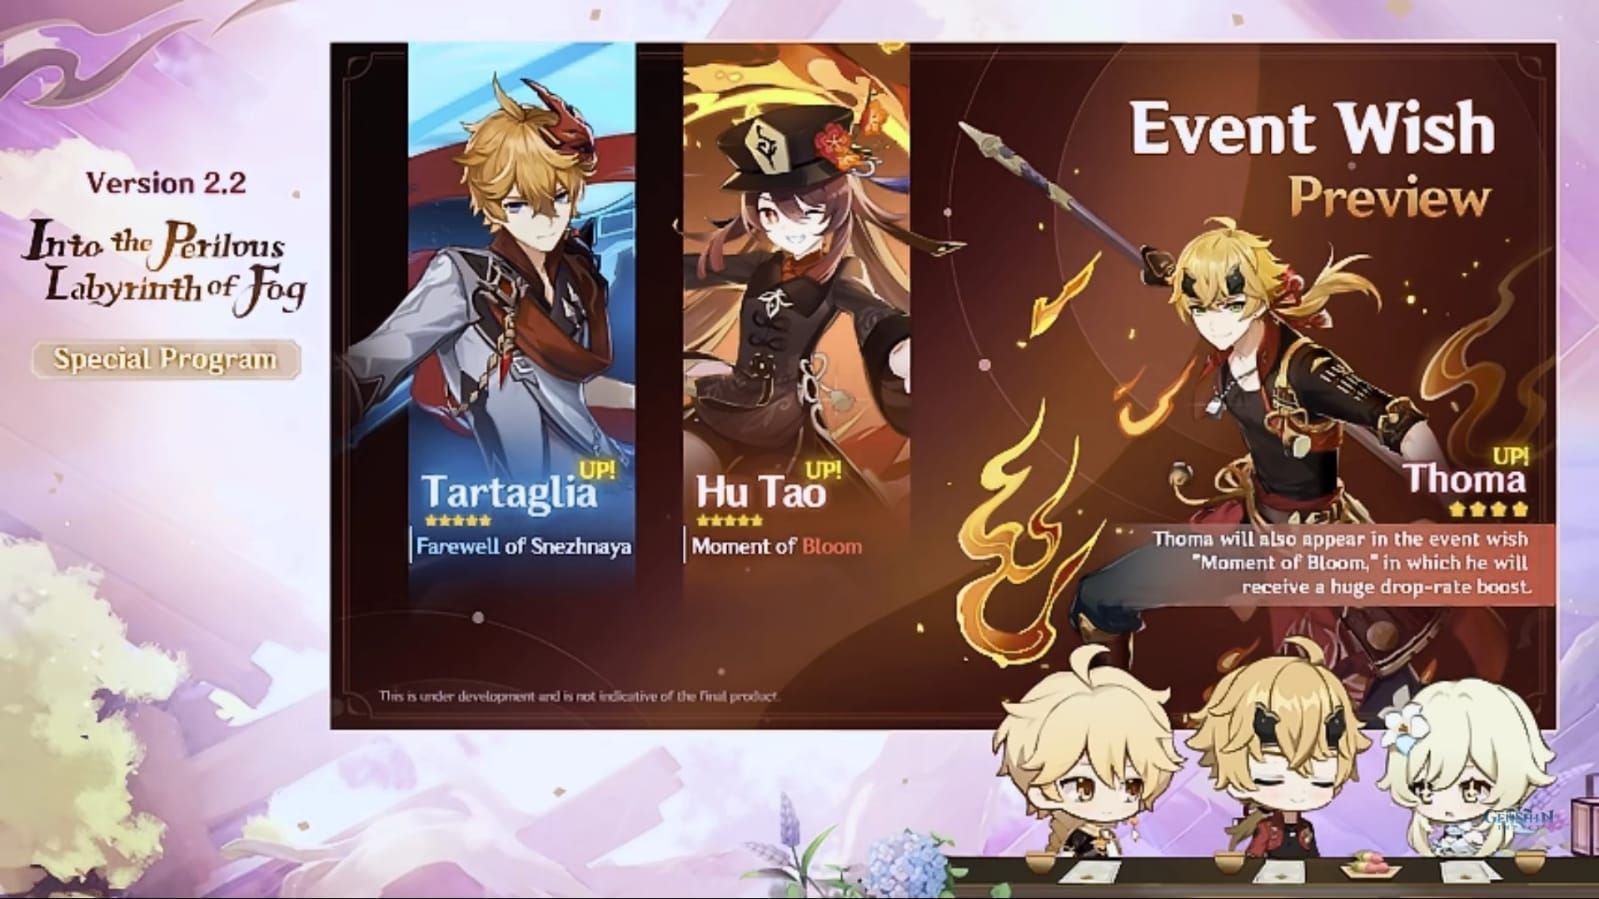 Version 2.2
Into the Perilous
Labyrinth of Fog
Special Program
Event Wish
Preview
UP!
Tartaglia
Farewell of Snezhnaya
UP!
Hu Tao
Moment of Bloom
UP!
Thoma
Thoma will also appear in the event wish
"Moment of Bloom," in which he will
receive a huge drop-rate boost.
This is under development and is not indicative of the final product.
GENSHIN